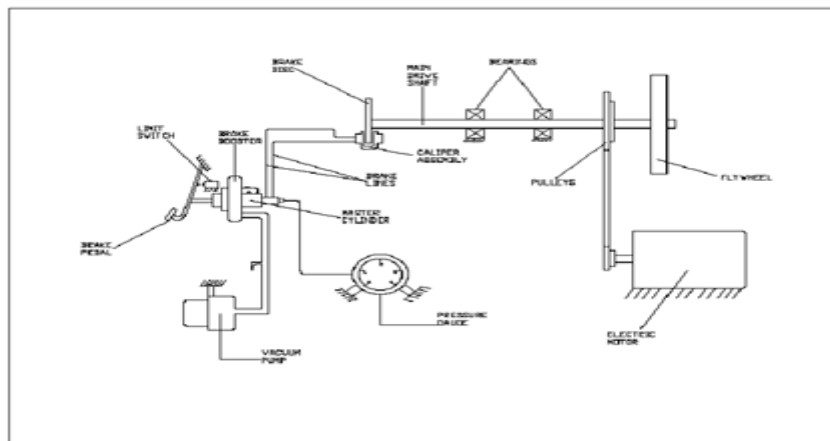 BRAKE
DISC
MAIN
DRIVE
SHAFT
BEARINGS
LIMIT
SWITCH
BRAKE
BOOSTER
CALIPER
ASSEMBLY
BRAKE
LINES
PULLEYS
FLYWHEEL
MASTER
CYLINDER
BRAKE
PEDAL
PRESSURE
GAUGE
ELECTRIC
MOTOR
VACUUM
PUMP